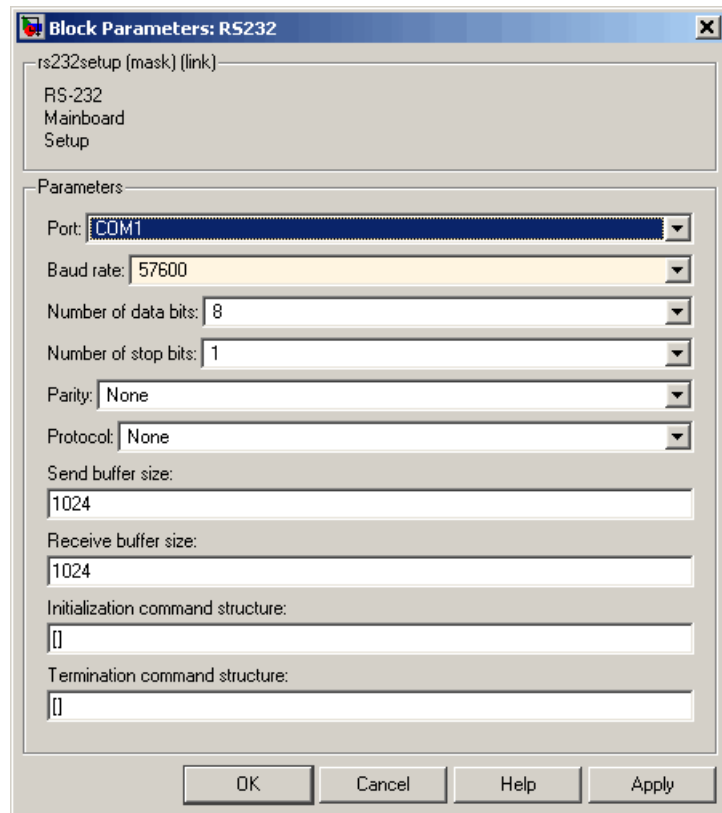 Block Parameters: RS232
rs232setup (mask) (link)
RS-232
Mainboard
Setup
Parameters
Port: COM1
Baud rate: 57600
Number of data bits: 8
Number of stop bits: 1
Parity: None
Protocol: None
Send buffer size:
1024
Receive buffer size:
1024
Initialization command structure:
[]
Termination command structure:
[]
OK Cancel Help Apply